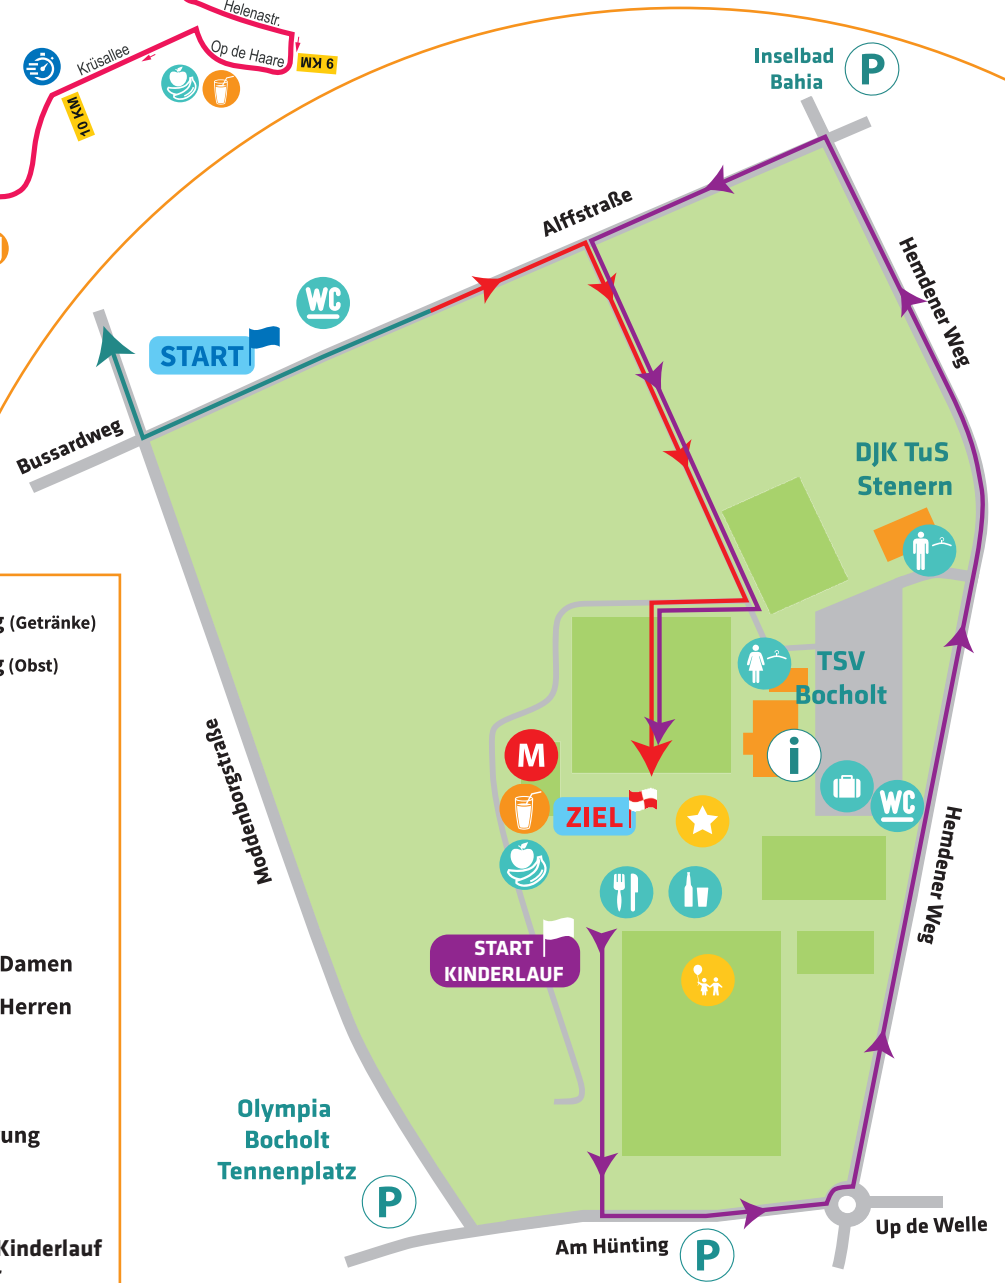 Helenastr.
Krüsallee
Op de Haare
9 KM
10 KM
Inselbad
Bahia
P
Alffstraße
WC
START
Hemdener Weg
Bussardweg
DJK TuS
Stenern
(Getränke)
(Obst)
TSV
Bocholt
Moddenborgstraße
M
i
ZIEL
WC
Hemdener Weg
START
KINDERLAUF
Damen
Herren
Olympia
Bocholt
Tennenplatz
P
ung
Kinderlauf
Am Hünting
P
Up de Welle